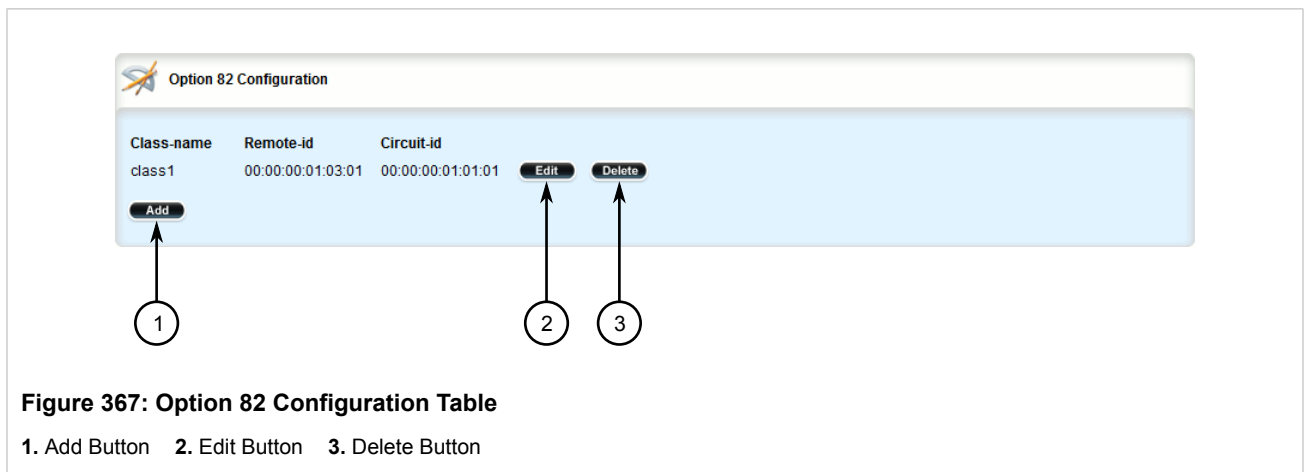 Option 82 Configuration
Class-name Remote-id Circuit-id
class1 00:00:00:01:03:01 00:00:00:01:01:01 Edit Delete
Add
1 2 3
Figure 367: Option 82 Configuration Table
1. Add Button 2. Edit Button 3. Delete Button